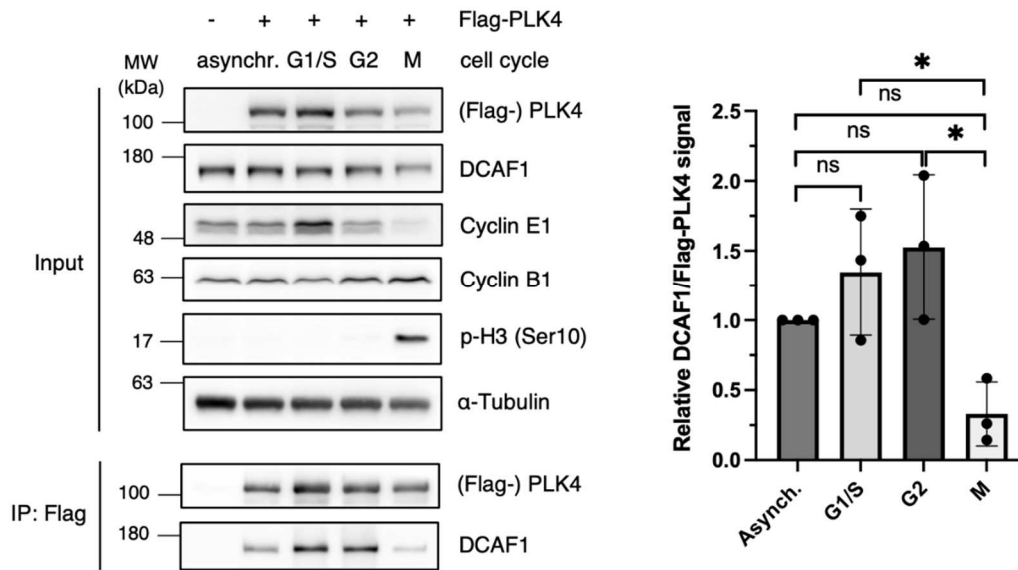 - + + + + Flag-PLK4
MW (kDa) asynchr. G1/S G2 M cell cycle
100 (Flag-) PLK4
180 DCAF1
48 Cyclin E1
Input 63 Cyclin B1
17 p-H3 (Ser10)
63 α-Tubulin
IP: Flag 100 (Flag-) PLK4
180 DCAF1
*
ns
ns *
ns
Relative DCAF1/Flag-PLK4 signal
2.5
2.0
1.5
1.0
0.5
0.0
Asynch. G1/S G2 M